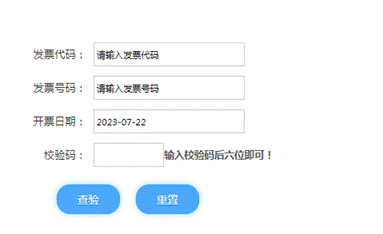 发票代码： 请输入发票代码
发票号码： 请输入发票号码
开票日期： 2023-07-22
校验码： 输入校验码后六位即可！
查验 重置